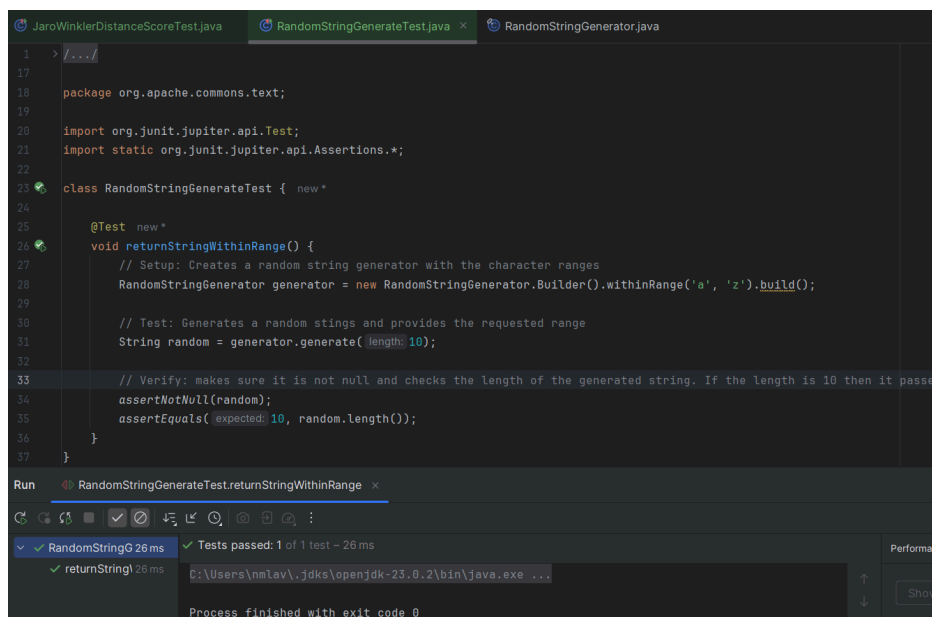 JaroWinklerDistanceScoreTest.java RandomStringGenerateTest.java × RandomStringGenerator.java
1 > /.../
17
18 package org.apache.commons.text;
19
20 import org.junit.jupiter.api.Test;
21 import static org.junit.jupiter.api.Assertions.*;
22
23 class RandomStringGenerateTest { new *
24
25 @Test new *
26 void returnStringWithinRange() {
27 // Setup: Creates a random string generator with the character ranges
28 RandomStringGenerator generator = new RandomStringGenerator.Builder().withinRange('a', 'z').build();
29
30 // Test: Generates a random stings and provides the requested range
31 String random = generator.generate( length: 10);
32
33 // Verify: makes sure it is not null and checks the length of the generated string. If the length is 10 then it passe
34 assertNotNull(random);
35 assertEquals( expected: 10, random.length());
36 }
37 }
Run RandomStringGenerateTest.returnStringWithinRange ×
RandomStringG 26 ms Tests passed: 1 of 1 test – 26 ms Performa
returnString\ 26 ms C:\Users\nmlav\.jdks\openjdk-23.0.2\bin\java.exe ...
Show
Process finished with exit code 0